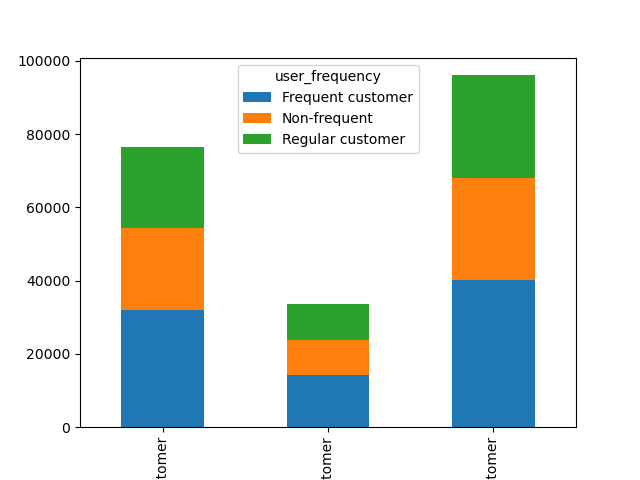 100000
80000
60000
40000
20000
0
user_frequency
Frequent customer
Non-frequent
Regular customer
tomer
tomer
tomer